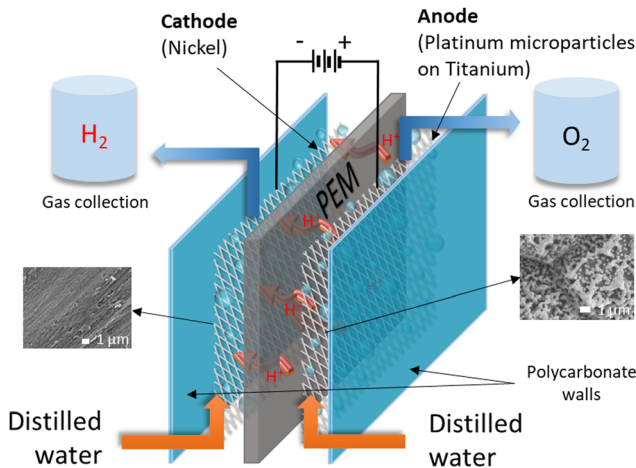 Cathode
(Nickel)
Anode
(Platinum microparticles
on Titanium)
- +
H2
Gas collection
O2
Gas collection
H+
PEM
H
H
H+
1 μm
1 μm
Polycarbonate
walls
Distilled
water
Distilled
water